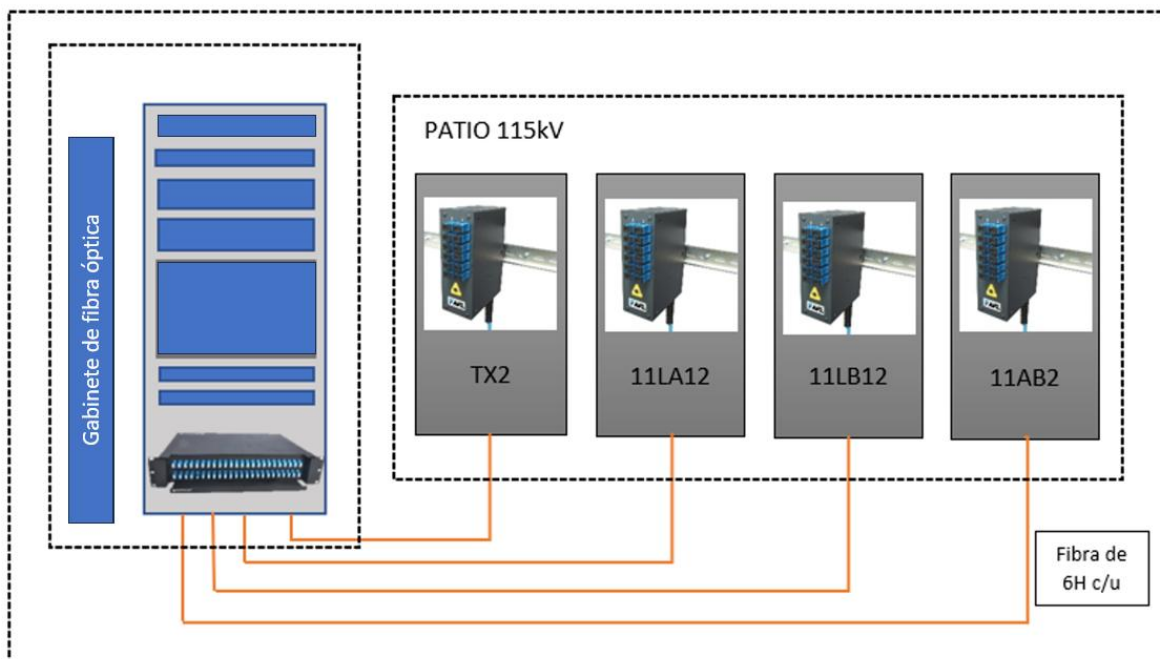 Gabinete de fibra óptica
PATIO 115kV
TX2
11LA12
11LB12
11AB2
Fibra de
6H c/u